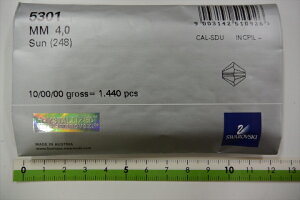 5301
MM 4,0
Sun (248)
CAL-SDU INCPIL -
10/00/00 gross= 1.440 pcs
SWAROVSKI
MADE IN AUSTRIA
0 1 2 3 4 5 6 7 8 9 10 11 12 13